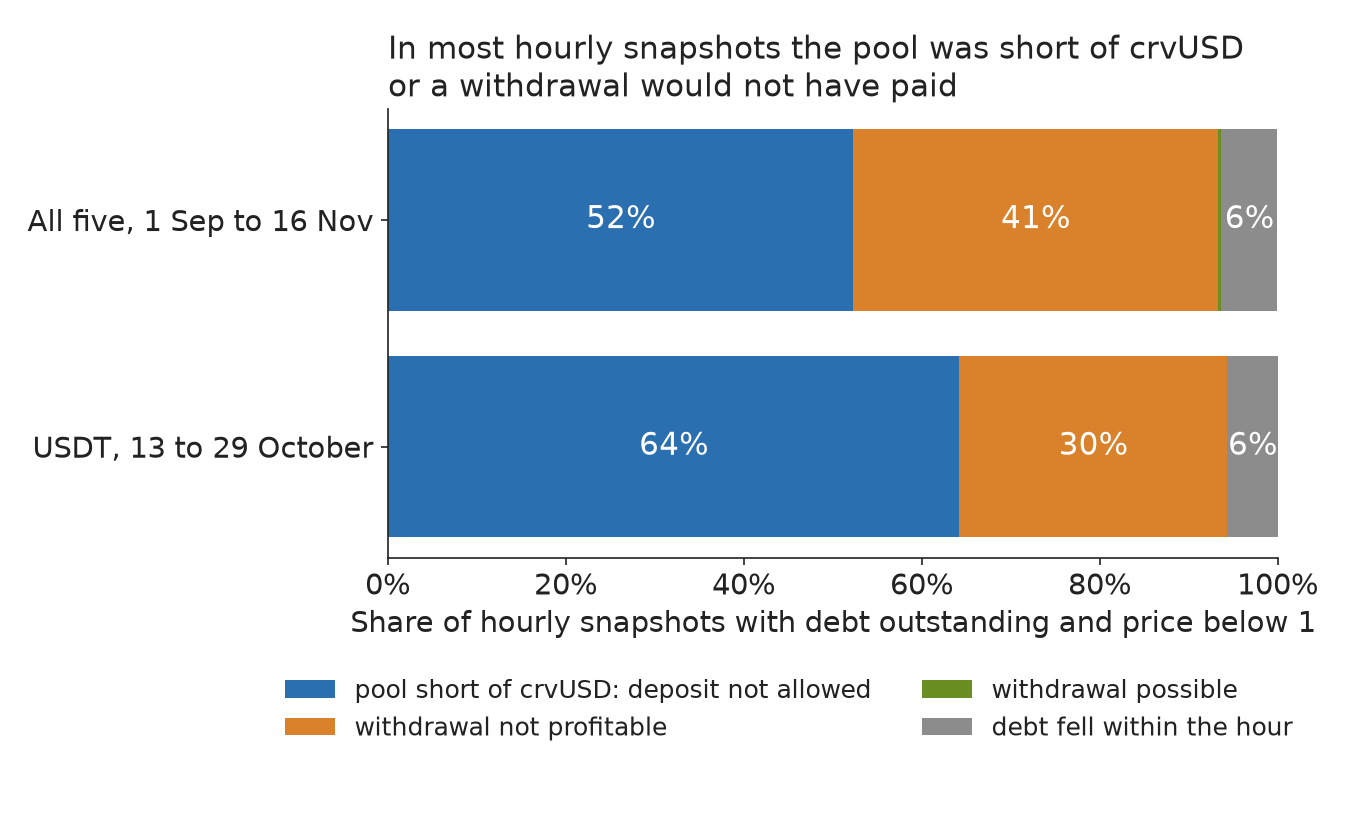 In most hourly snapshots the pool was short of crvUSD
or a withdrawal would not have paid
All five, 1 Sep to 16 Nov
52%
41%
6%
USDT, 13 to 29 October
64%
30%
6%
0%
20%
40%
60%
80%
100%
Share of hourly snapshots with debt outstanding and price below 1
pool short of crvUSD: deposit not allowed
withdrawal not profitable
withdrawal possible
debt fell within the hour